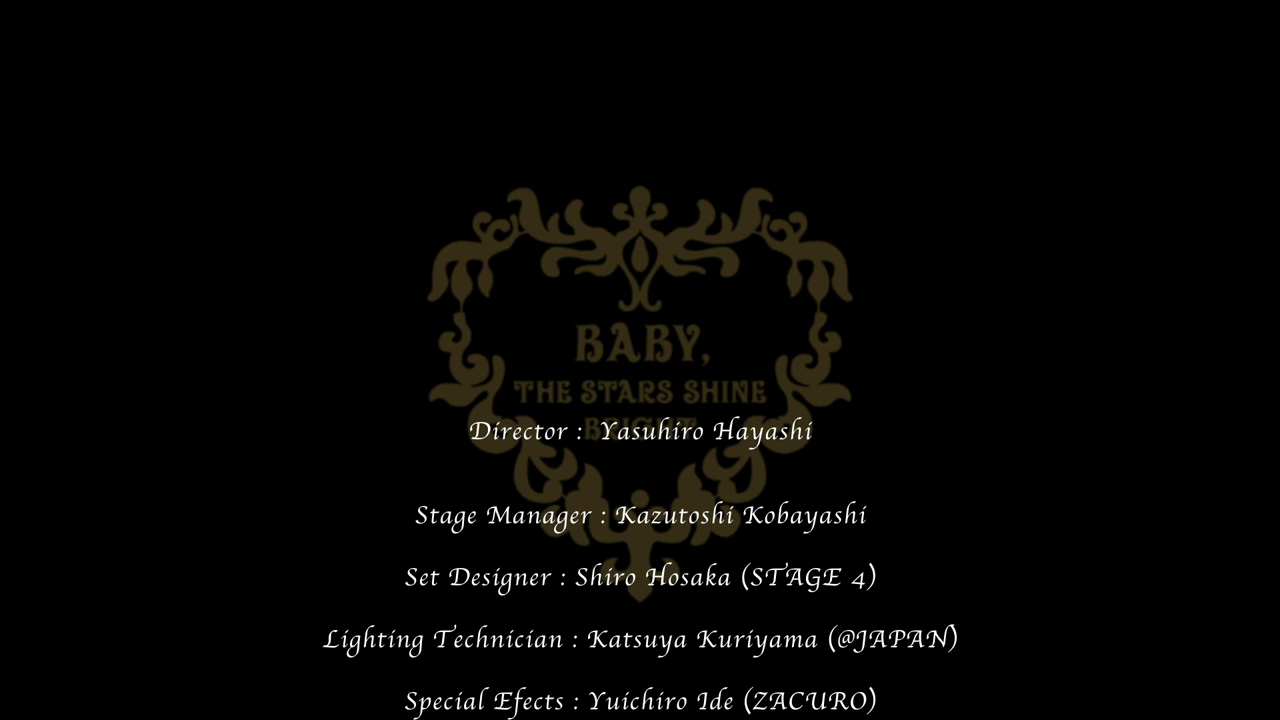 BABY,
THE STARS SHINE
BRIGHT
Director : Yasuhiro Hayashi
Stage Manager : Kazutoshi Kobayashi
Set Designer : Shiro Hosaka (STAGE 4)
Lighting Technician : Katsuya Kuriyama (@JAPAN)
Special Efects : Yuichiro Ide (ZACURO)